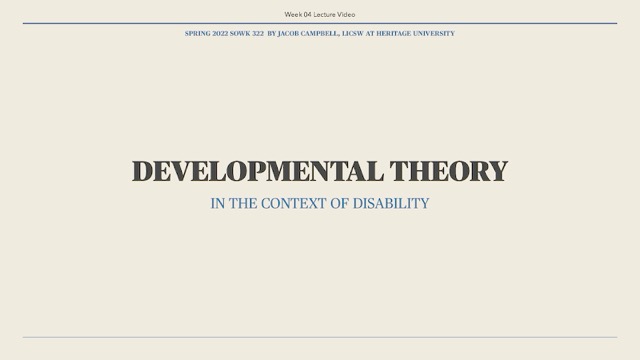 Week 04 Lecture Video
SPRING 2022 SOWK 322 BY JACOB CAMPBELL, LICSW AT HERITAGE UNIVERSITY
DEVELOPMENTAL THEORY
IN THE CONTEXT OF DISABILITY